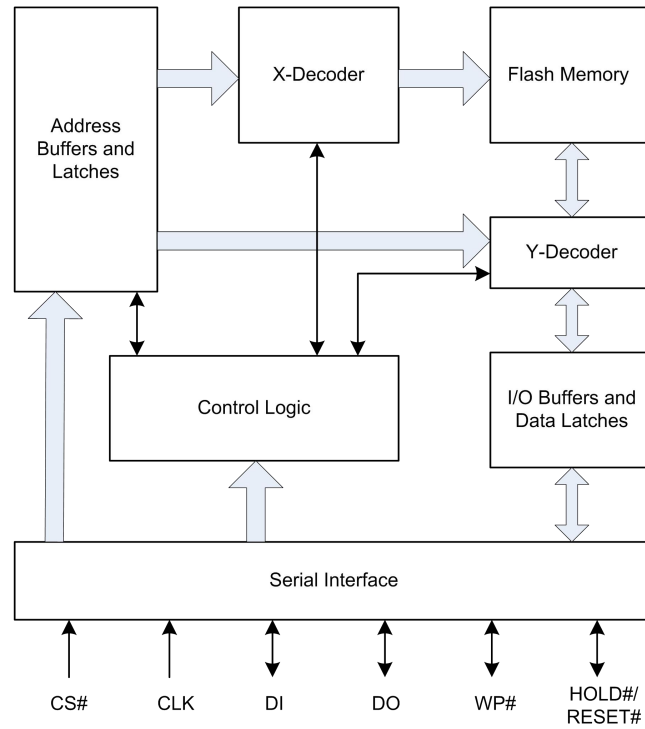 X-Decoder
Flash Memory
Address
Buffers and
Latches
Y-Decoder
Control Logic
I/O Buffers and
Data Latches
Serial Interface
CS#
CLK
DI
DO
WP#
HOLD#/
RESET#